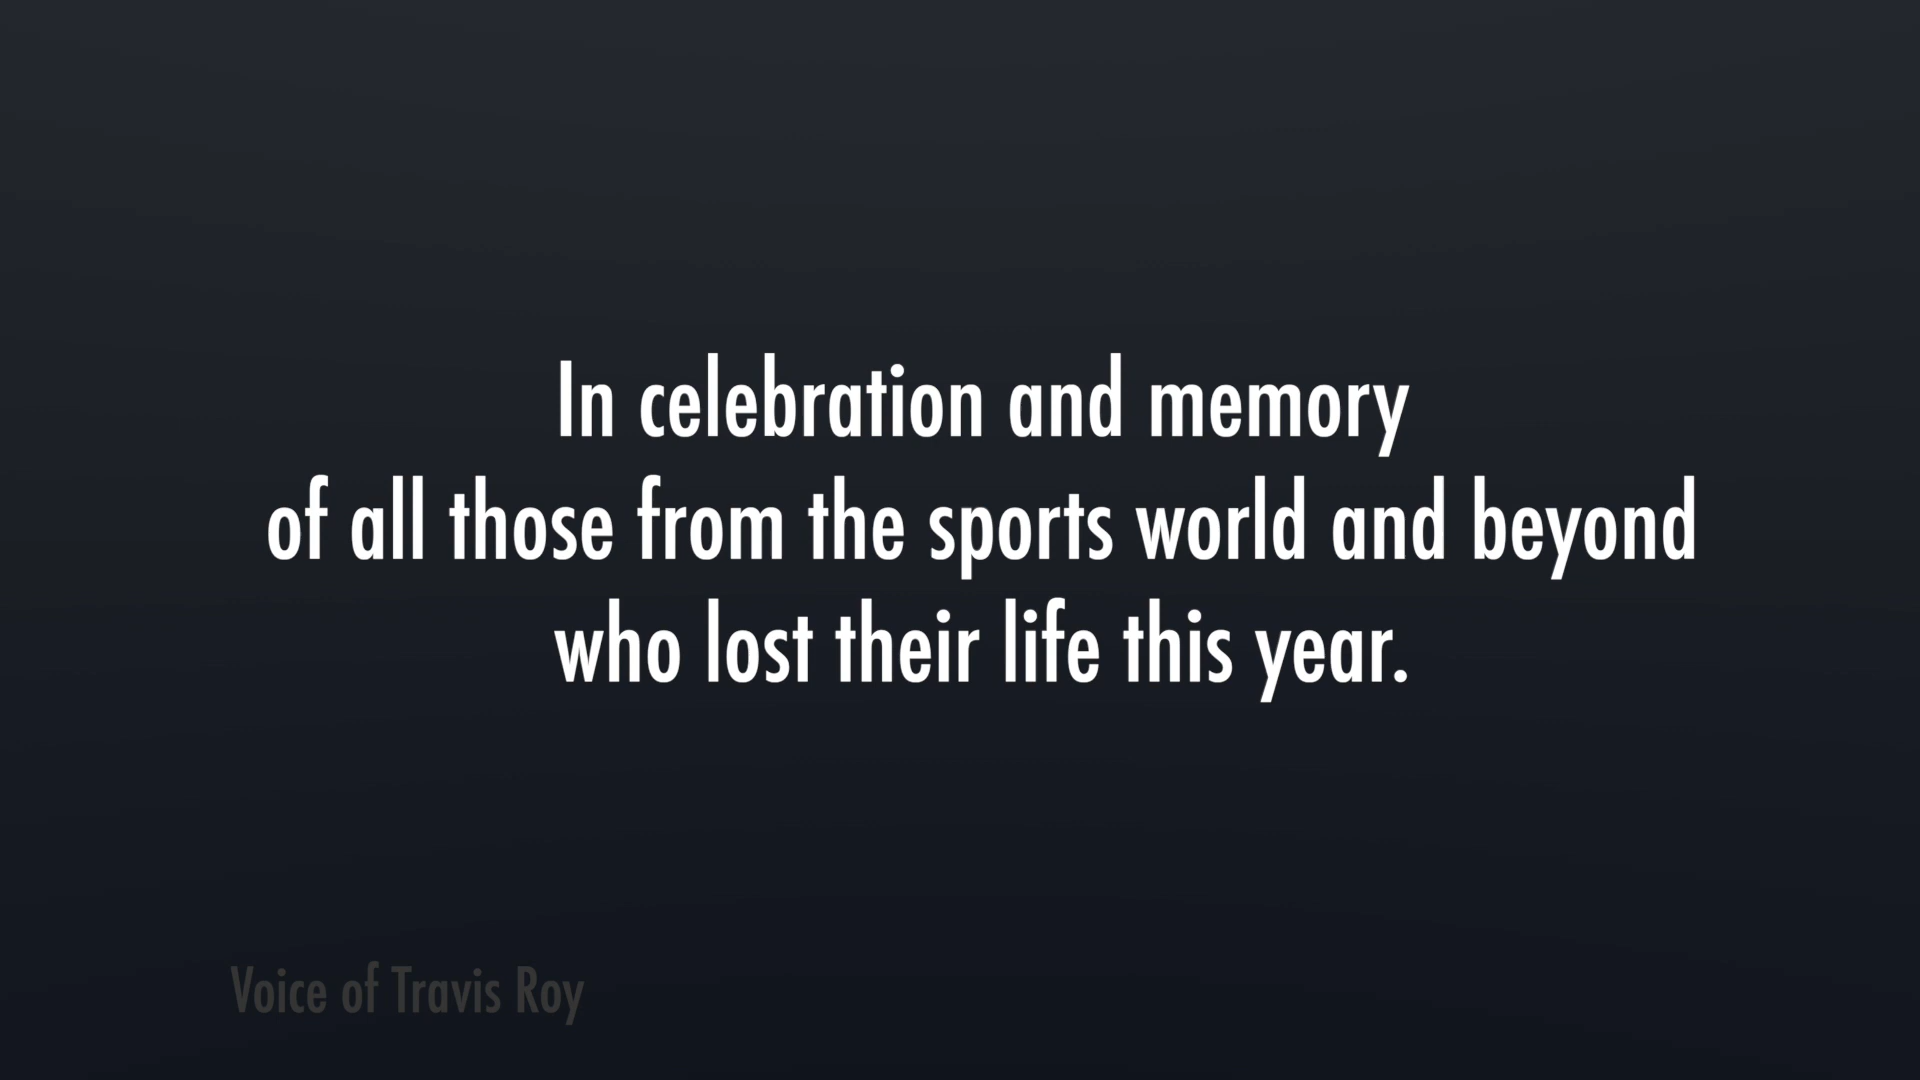 In celebration and memory
of all those from the sports world and beyond
who lost their life this year.
Voice of Travis Roy